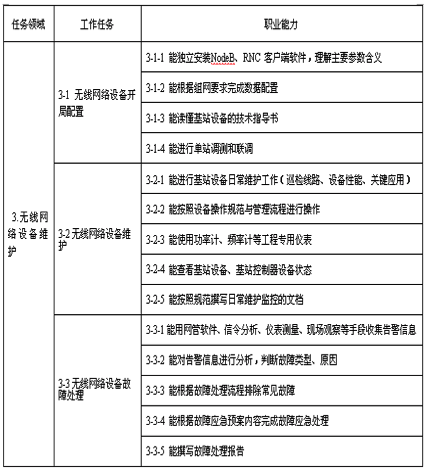 任务领域 工作任务 职业能力
3.无线网
络设备维
护
3-1 无线网络设备开
局配置
3-1-1 能独立安装NodeB、RNC 客户端软件，理解主要参数含义
3-1-2 能根据组网要求完成数据配置
3-1-3 能读懂基站设备的技术指导书
3-1-4 能进行单站调测和联调
3-2 无线网络设备维
护
3-2-1 能进行基站设备日常维护工作（巡检线路、设备性能、关键应用）
3-2-2 能按照设备操作规范与管理流程进行操作
3-2-3 能使用功率计、频率计等工程专用仪表
3-2-4 能查看基站设备、基站控制器设备状态
3-2-5 能按照规范撰写日常维护监控的文档
3-3 无线网络设备故
障处理
3-3-1 能用网管软件、信令分析、仪表测量、现场观察等手段收集告警信息
3-3-2 能对告警信息进行分析，判断故障类型、原因
3-3-3 能根据故障处理流程排除常见故障
3-3-4 能根据故障应急预案内容完成故障应急处理
3-3-5 能撰写故障处理报告